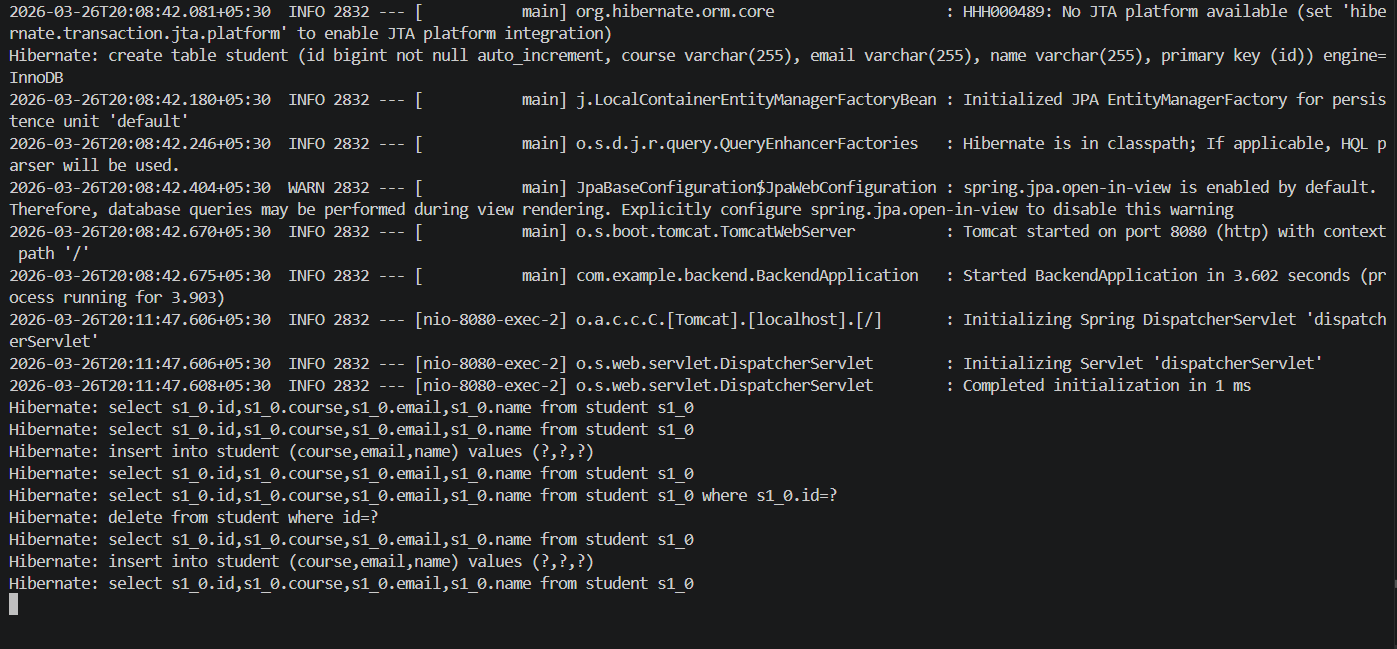 2026-03-26T20:08:42.081+05:30  INFO 2832 --- [           main] org.hibernate.orm.core                   : HHH000489: No JTA platform available (set 'hibe
rnate.transaction.jta.platform' to enable JTA platform integration)
Hibernate: create table student (id bigint not null auto_increment, course varchar(255), email varchar(255), name varchar(255), primary key (id)) engine=
InnoDB
2026-03-26T20:08:42.180+05:30  INFO 2832 --- [           main] j.LocalContainerEntityManagerFactoryBean : Initialized JPA EntityManagerFactory for persis
tence unit 'default'
2026-03-26T20:08:42.246+05:30  INFO 2832 --- [           main] o.s.d.j.r.query.QueryEnhancerFactories   : Hibernate is in classpath; If applicable, HQL p
arser will be used.
2026-03-26T20:08:42.404+05:30  WARN 2832 --- [           main] JpaBaseConfiguration$JpaWebConfiguration : spring.jpa.open-in-view is enabled by default.
Therefore, database queries may be performed during view rendering. Explicitly configure spring.jpa.open-in-view to disable this warning
2026-03-26T20:08:42.670+05:30  INFO 2832 --- [           main] o.s.boot.tomcat.TomcatWebServer          : Tomcat started on port 8080 (http) with context
 path '/'
2026-03-26T20:08:42.675+05:30  INFO 2832 --- [           main] com.example.backend.BackendApplication   : Started BackendApplication in 3.602 seconds (pr
ocess running for 3.903)
2026-03-26T20:11:47.606+05:30  INFO 2832 --- [nio-8080-exec-2] o.a.c.c.C.[Tomcat].[localhost].[/]       : Initializing Spring DispatcherServlet 'dispatch
erServlet'
2026-03-26T20:11:47.606+05:30  INFO 2832 --- [nio-8080-exec-2] o.s.web.servlet.DispatcherServlet        : Initializing Servlet 'dispatcherServlet'
2026-03-26T20:11:47.608+05:30  INFO 2832 --- [nio-8080-exec-2] o.s.web.servlet.DispatcherServlet        : Completed initialization in 1 ms
Hibernate: select s1_0.id,s1_0.course,s1_0.email,s1_0.name from student s1_0
Hibernate: select s1_0.id,s1_0.course,s1_0.email,s1_0.name from student s1_0
Hibernate: insert into student (course,email,name) values (?,?,?)
Hibernate: select s1_0.id,s1_0.course,s1_0.email,s1_0.name from student s1_0
Hibernate: select s1_0.id,s1_0.course,s1_0.email,s1_0.name from student s1_0 where s1_0.id=?
Hibernate: delete from student where id=?
Hibernate: select s1_0.id,s1_0.course,s1_0.email,s1_0.name from student s1_0
Hibernate: insert into student (course,email,name) values (?,?,?)
Hibernate: select s1_0.id,s1_0.course,s1_0.email,s1_0.name from student s1_0